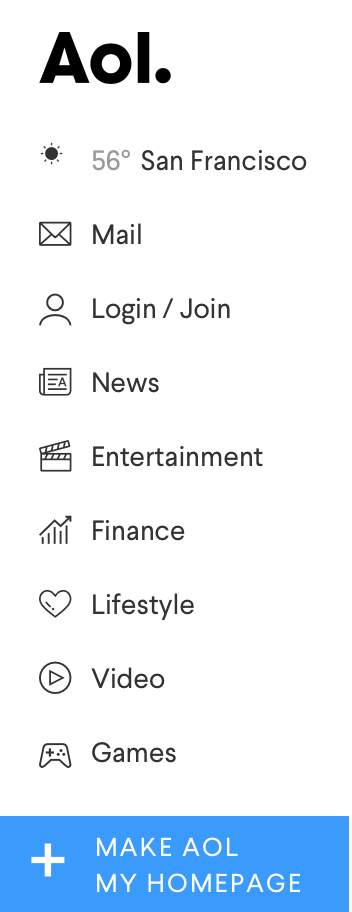 Aol.
56° San Francisco
Mail
Login / Join
News
Entertainment
Finance
Lifestyle
Video
Games
MAKE AOL
MY HOMEPAGE